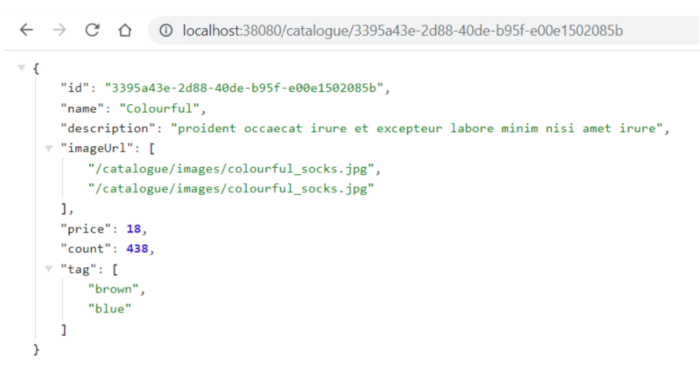 localhost:38080/catalogue/3395a43e-2d88-40de-b95f-e00e1502085b
{
"id": "3395a43e-2d88-40de-b95f-e00e1502085b",
"name": "Colourful",
"description": "proident occaecat irure et excepteur labore minim nisi amet irure",
"imageUrl": [
"/catalogue/images/colourful_socks.jpg",
"/catalogue/images/colourful_socks.jpg"
],
"price": 18,
"count": 438,
"tag": [
"brown",
"blue"
]
}